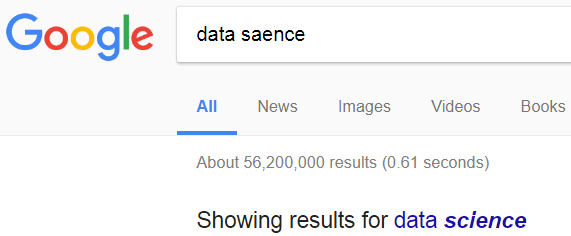 Google
data saence
All News Images Videos Books
About 56,200,000 results (0.61 seconds)
Showing results for data science